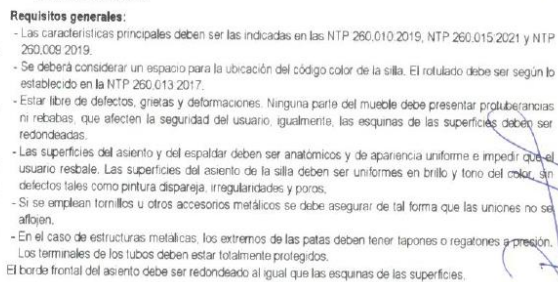 Requisitos generales:
- Las características principales deben ser las indicadas en las NTP 260.010:2019, NTP 260.015:2021 y NTP
260.009:2019.
- Se deberá considerar un espacio para la ubicación del código color de la silla. El rotulado debe ser según lo
establecido en la NTP 260.013:2017.
- Estar libre de defectos, grietas y deformaciones. Ninguna parte del mueble debe presentar protuberancias
ni rebabas, que afecten la seguridad del usuario, igualmente, las esquinas de las superficies deben ser
redondeadas.
- Las superficies del asiento y del espaldar deben ser anatómicos y de apariencia uniforme e impedir que el
usuario resbale. Las superficies del asiento de la silla deben ser uniformes en brillo y tono del color, sin
defectos tales como pintura dispareja, irregularidades y poros.
- Si se emplean tornillos u otros accesorios metálicos se debe asegurar de tal forma que las uniones no se
aflojen.
- En el caso de estructuras metálicas, los extremos de las patas deben tener tapones o regatones a presión.
Los terminales de los tubos deben estar totalmente protegidos.
El borde frontal del asiento debe ser redondeado al igual que las esquinas de las superficies.